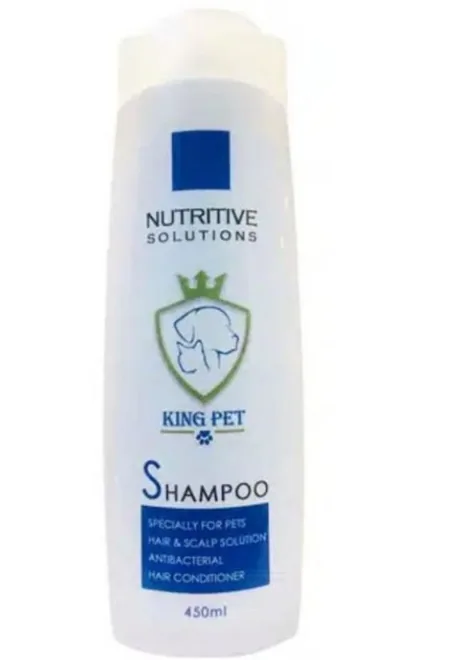 NUTRITIVE
SOLUTIONS
KING PET
SHAMPOO
SPECIALLY FOR PETS
HAIR & SCALP SOLUTION
ANTIBACTERIAL
HAIR CONDITIONER
450ml